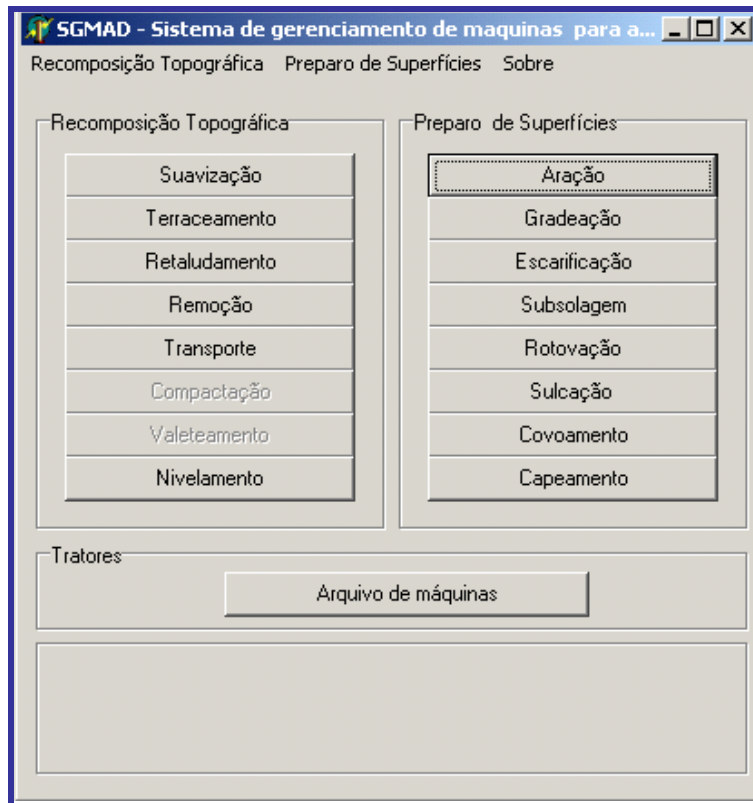 SGMAD - Sistema de gerenciamento de maquinas para a...
Recomposição Topográfica Preparo de Superfícies Sobre
Recomposição Topográfica
Suavização
Terraceamento
Retaludamento
Remoção
Transporte
Compactação
Valeteamento
Nivelamento
Preparo de Superfícies
Aração
Gradeação
Escarificação
Subsolagem
Rotovação
Sulcação
Covoamento
Capeamento
Tratores
Arquivo de máquinas